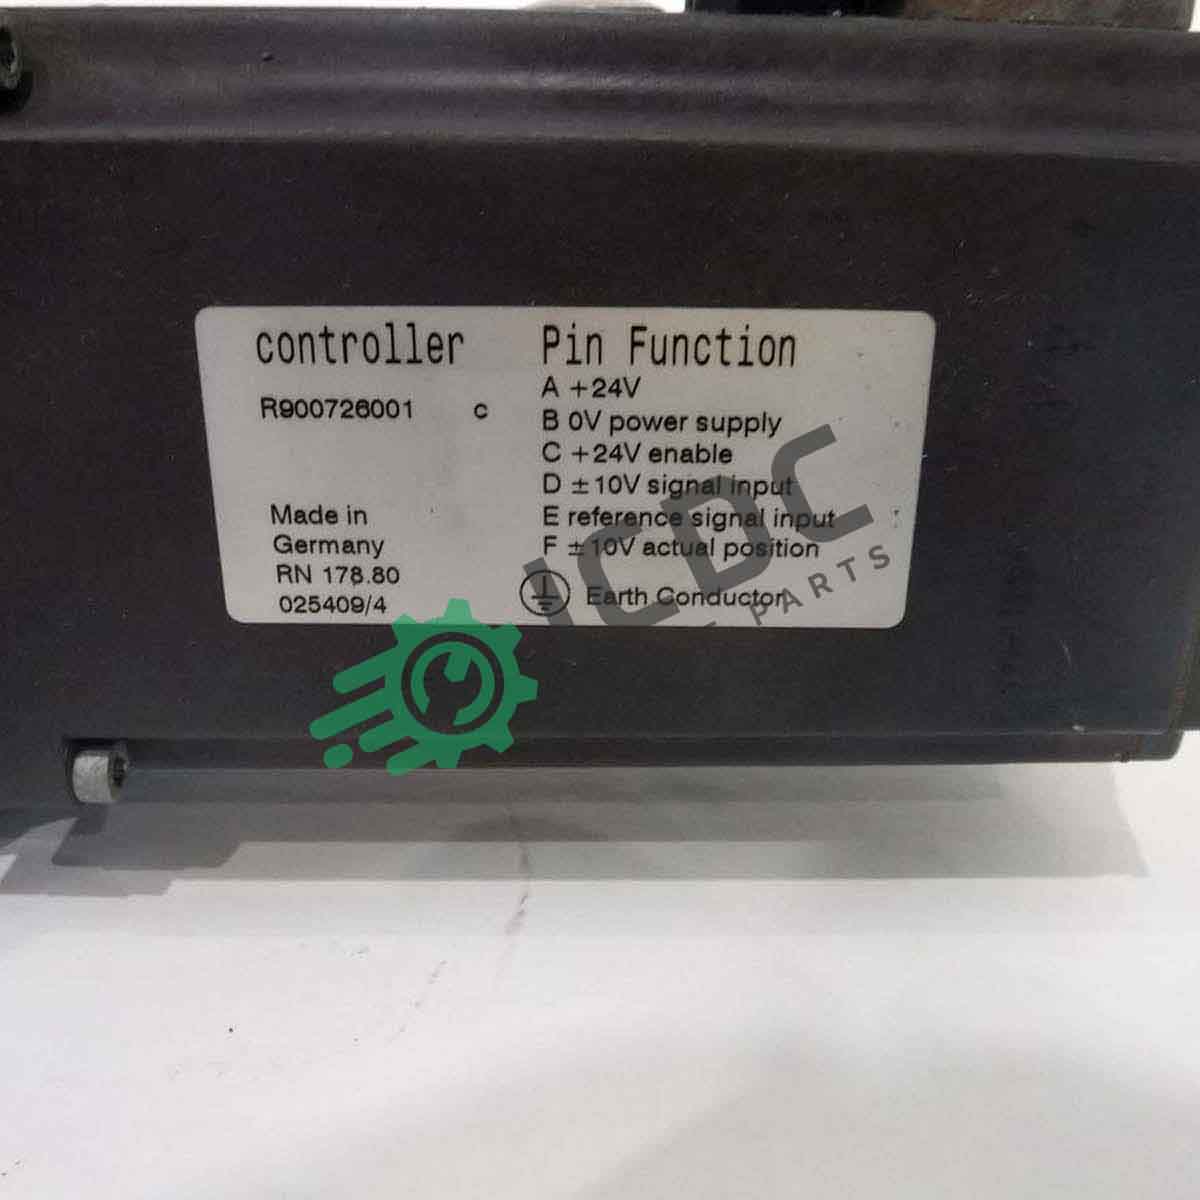 controller
R900726001 c
Made in
Germany
RN 178.80
025409/4
Pin Function
A +24V
B 0V power supply
C +24V enable
D ±10V signal input
E reference signal input
F ±10V actual position
Earth Conductor
ICDC
PARTS